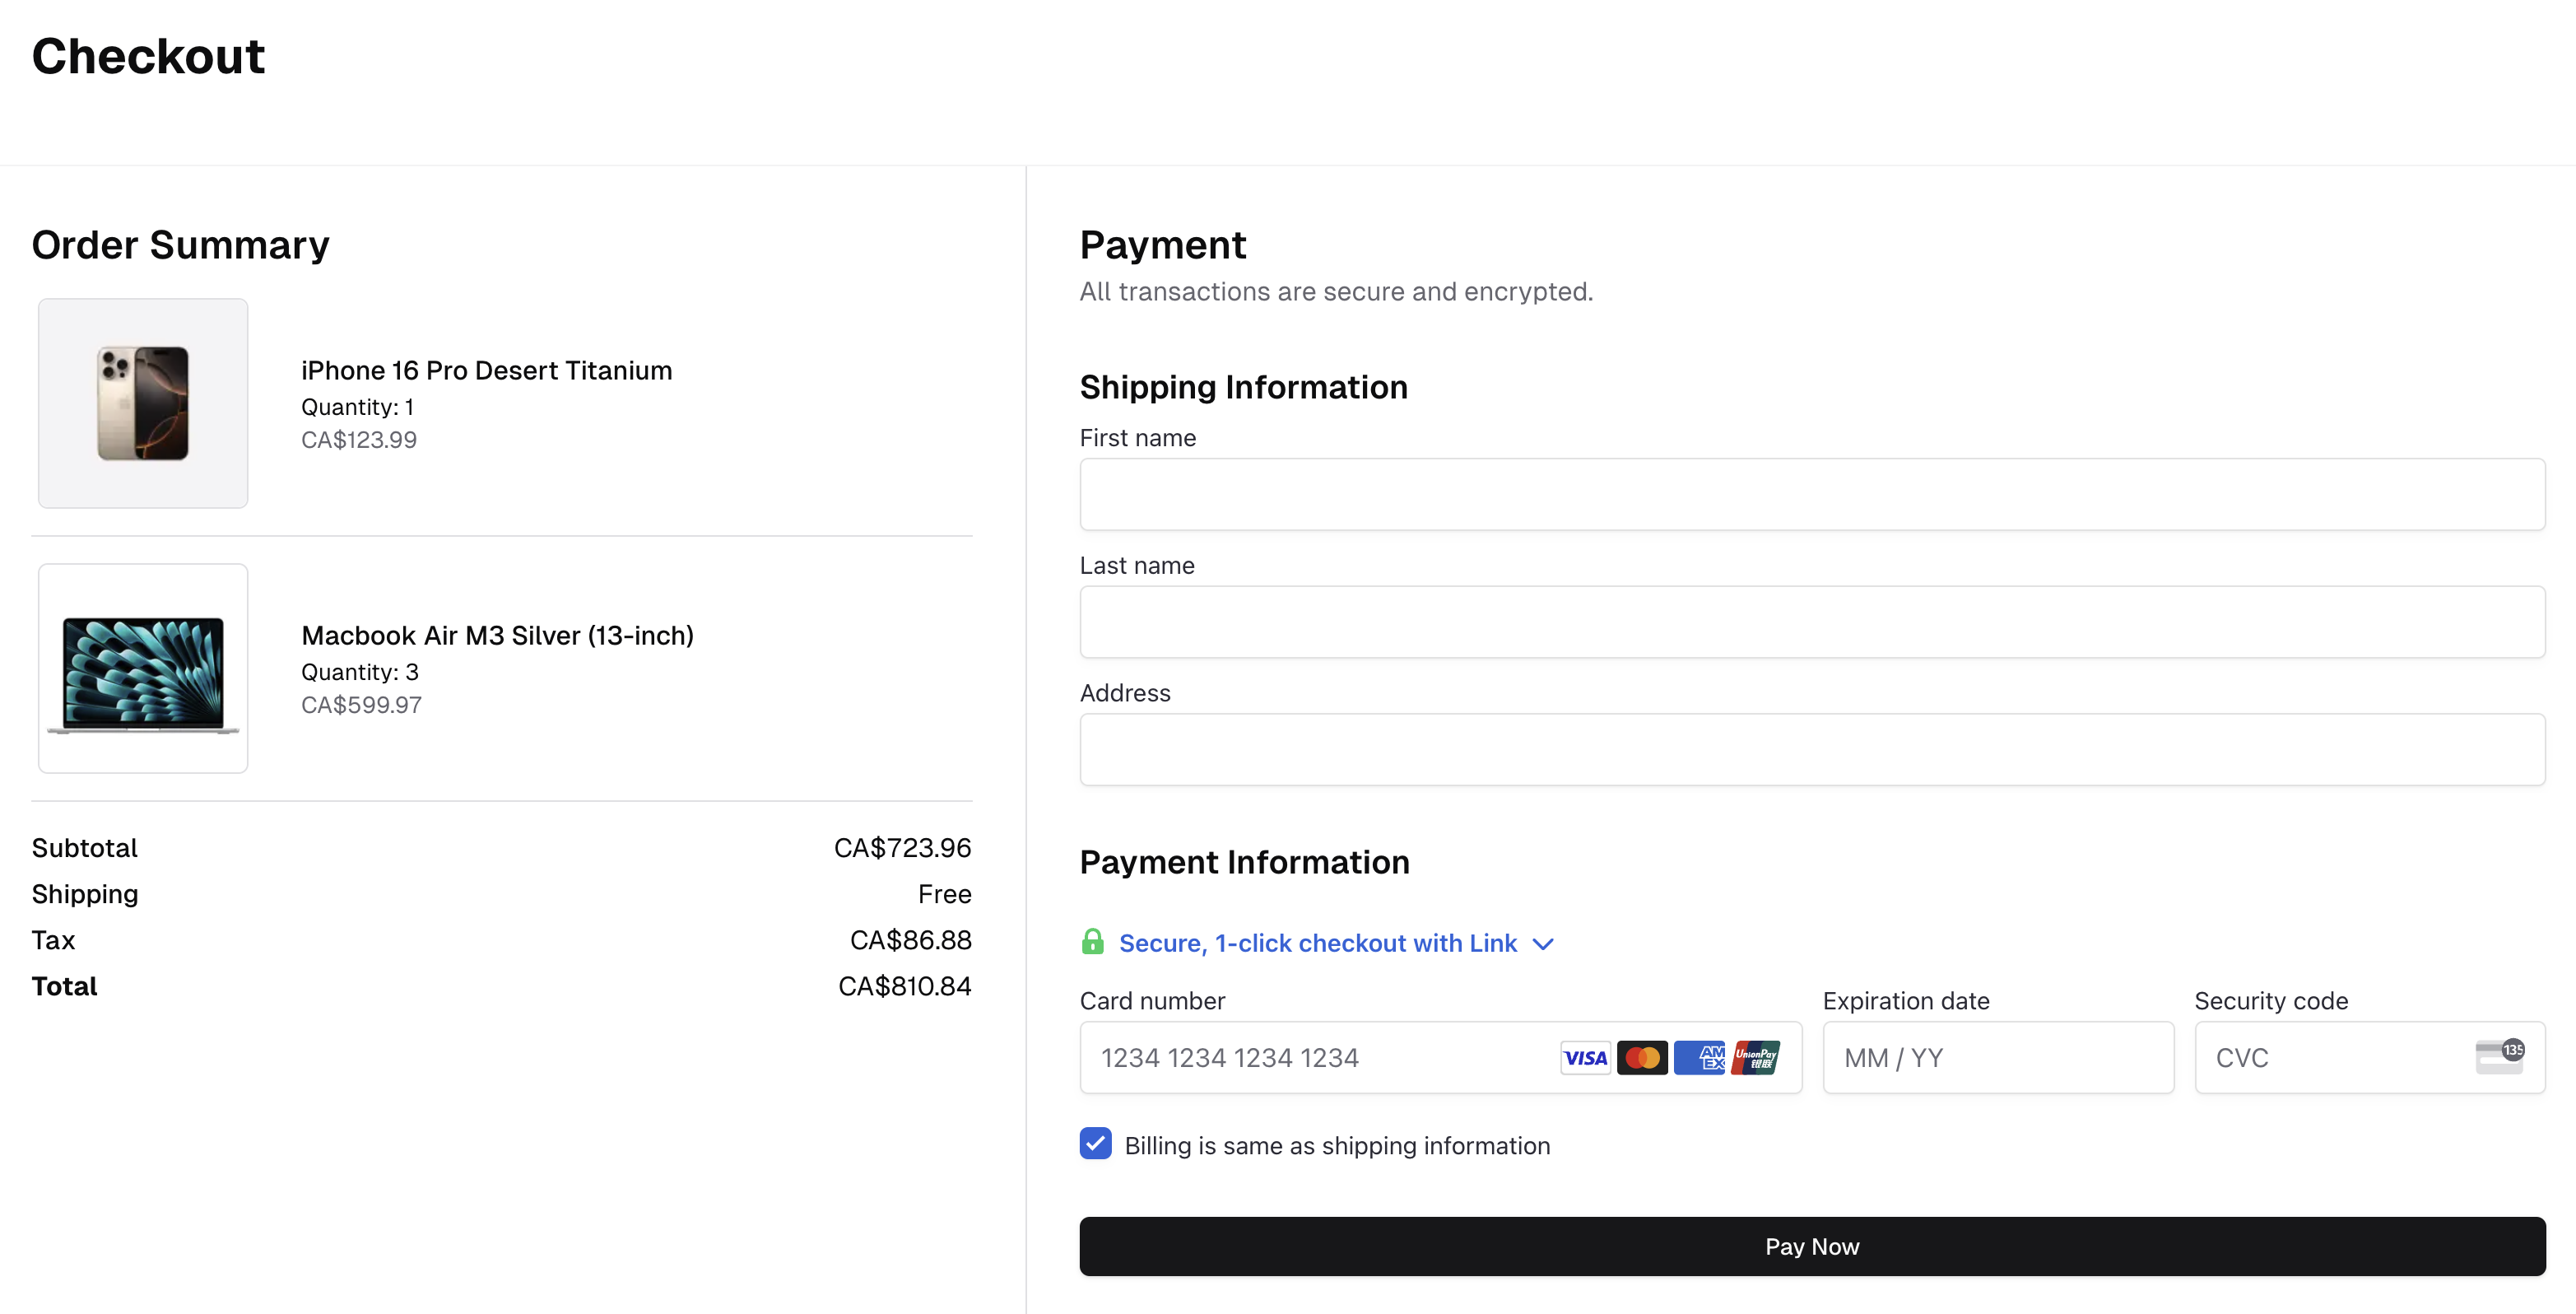 Checkout
Order Summary
iPhone 16 Pro Desert Titanium
Quantity: 1
CA$123.99
Macbook Air M3 Silver (13-inch)
Quantity: 3
CA$599.97
Subtotal CA$723.96
Shipping Free
Tax CA$86.88
Total CA$810.84
Payment
All transactions are secure and encrypted.
Shipping Information
First name
Last name
Address
Payment Information
Secure, 1-click checkout with Link
Card number Expiration date Security code
1234 1234 1234 1234 VISA AM EX UnionPay 银联 MM / YY CVC 135
Billing is same as shipping information
Pay Now